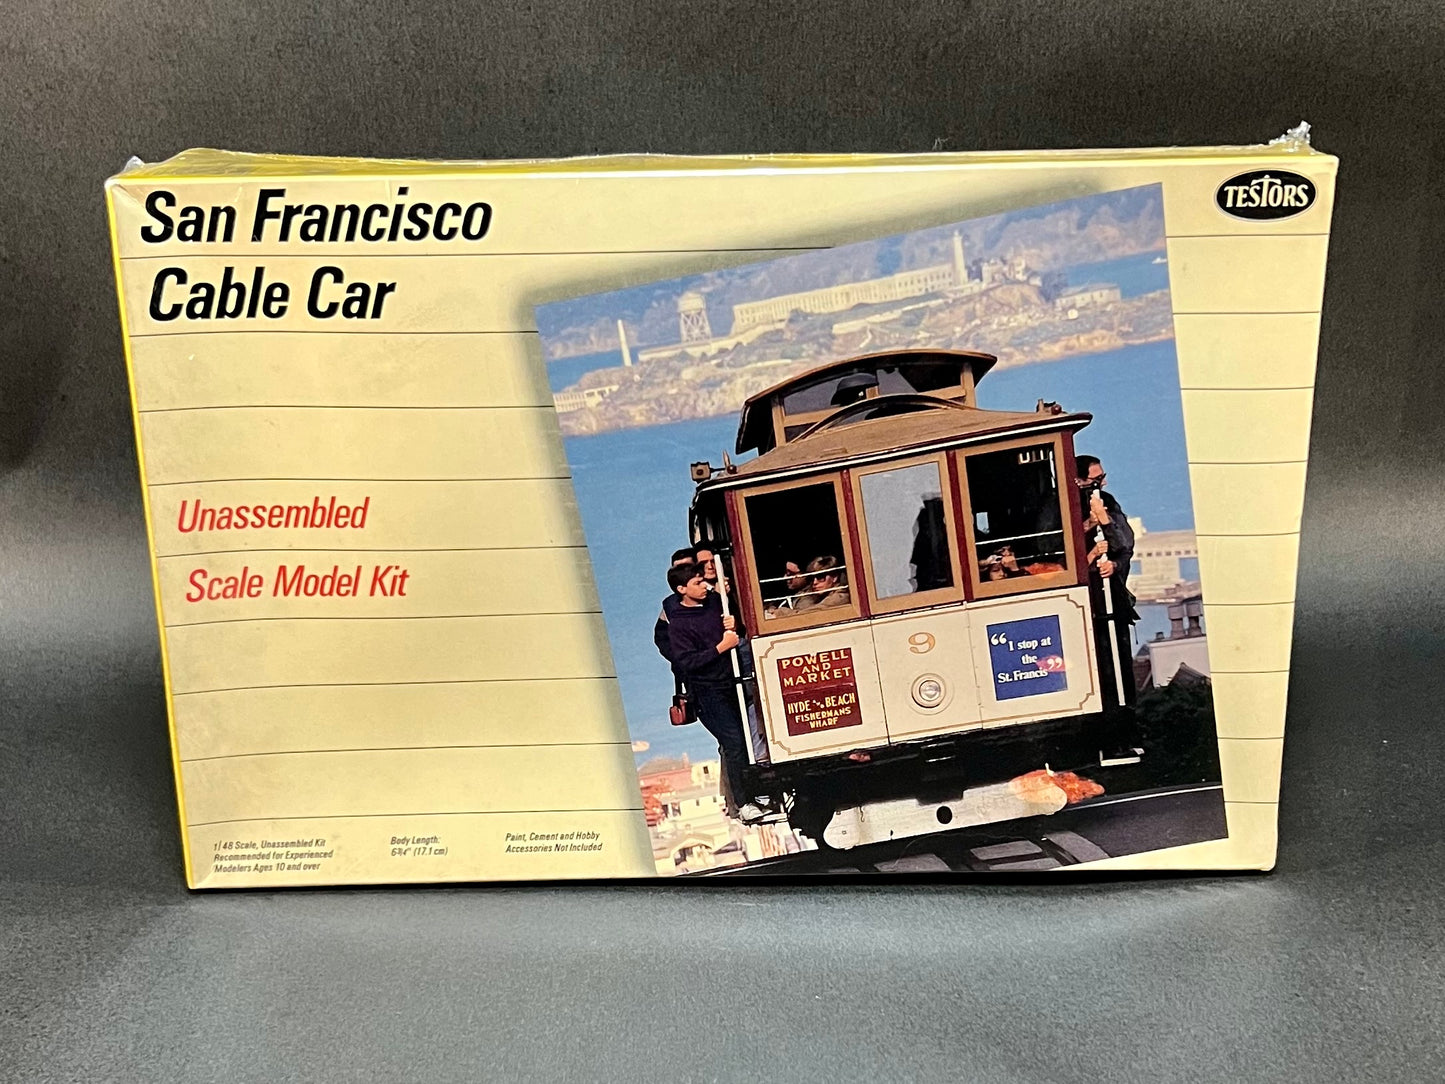 San Francisco
Cable Car
TESTORS
Unassembled
Scale Model Kit
9
POWELL
AND
MARKET
HYDE BEACH
FISHERMANS
WHARF
“I stop at
the
St. Francis”
1/48 Scale, Unassembled Kit
Recommended for Experienced
Modelers Ages 10 and over
Body Length:
6¾" (17.1 cm)
Paint, Cement and Hobby
Accessories Not Included